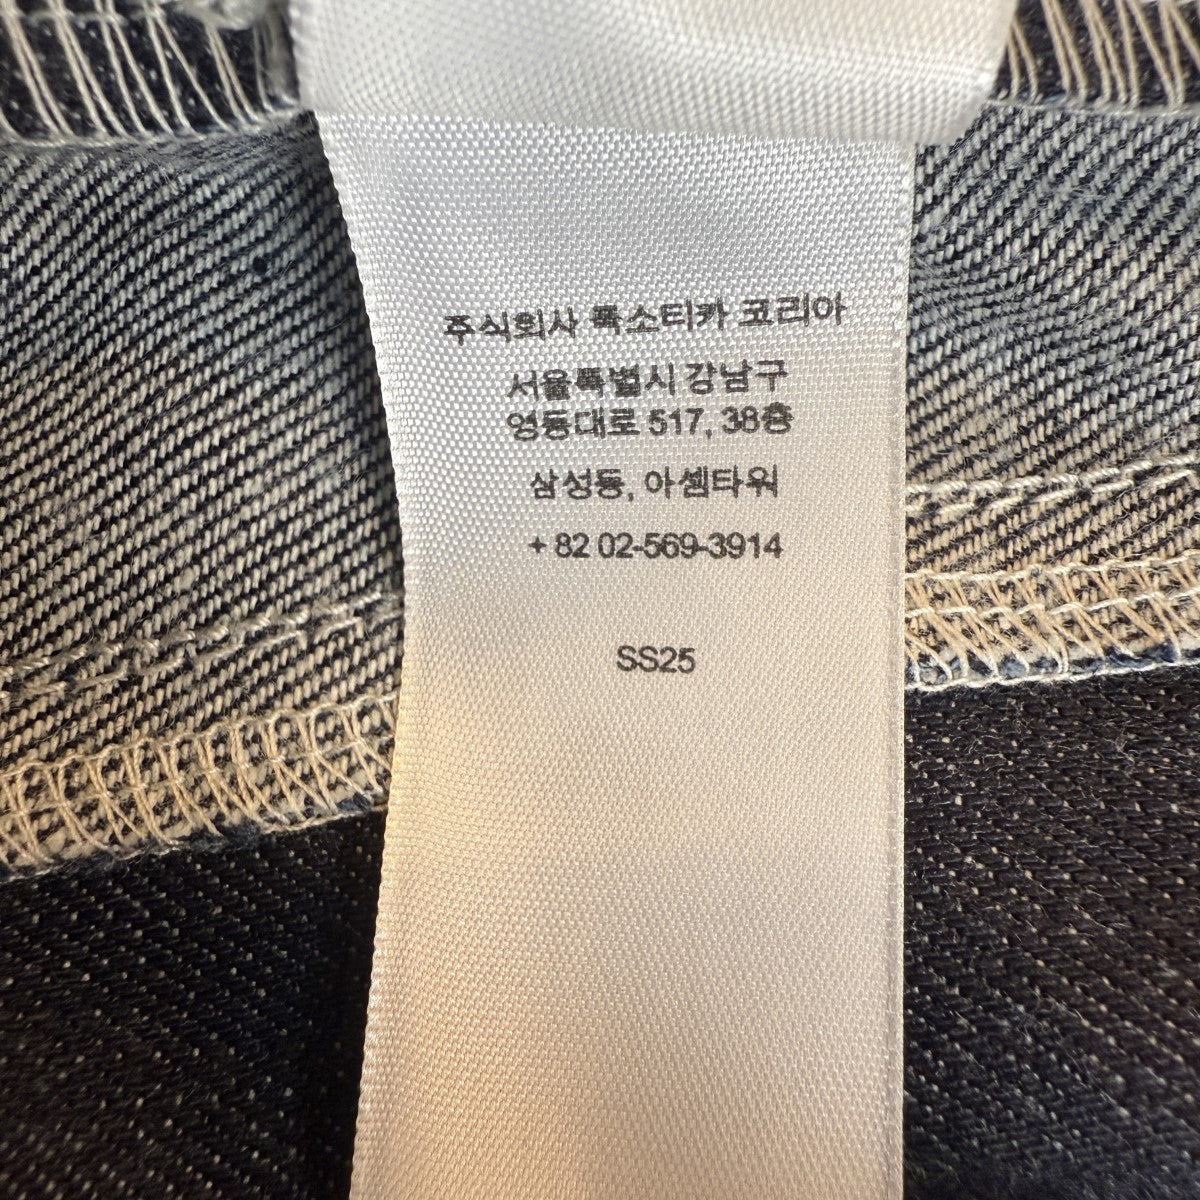 주식회사 룩소티카 코리아
서울특별시 강남구
영동대로 517, 38층
삼성동, 아셈타워
+ 82 02-569-3914
SS25